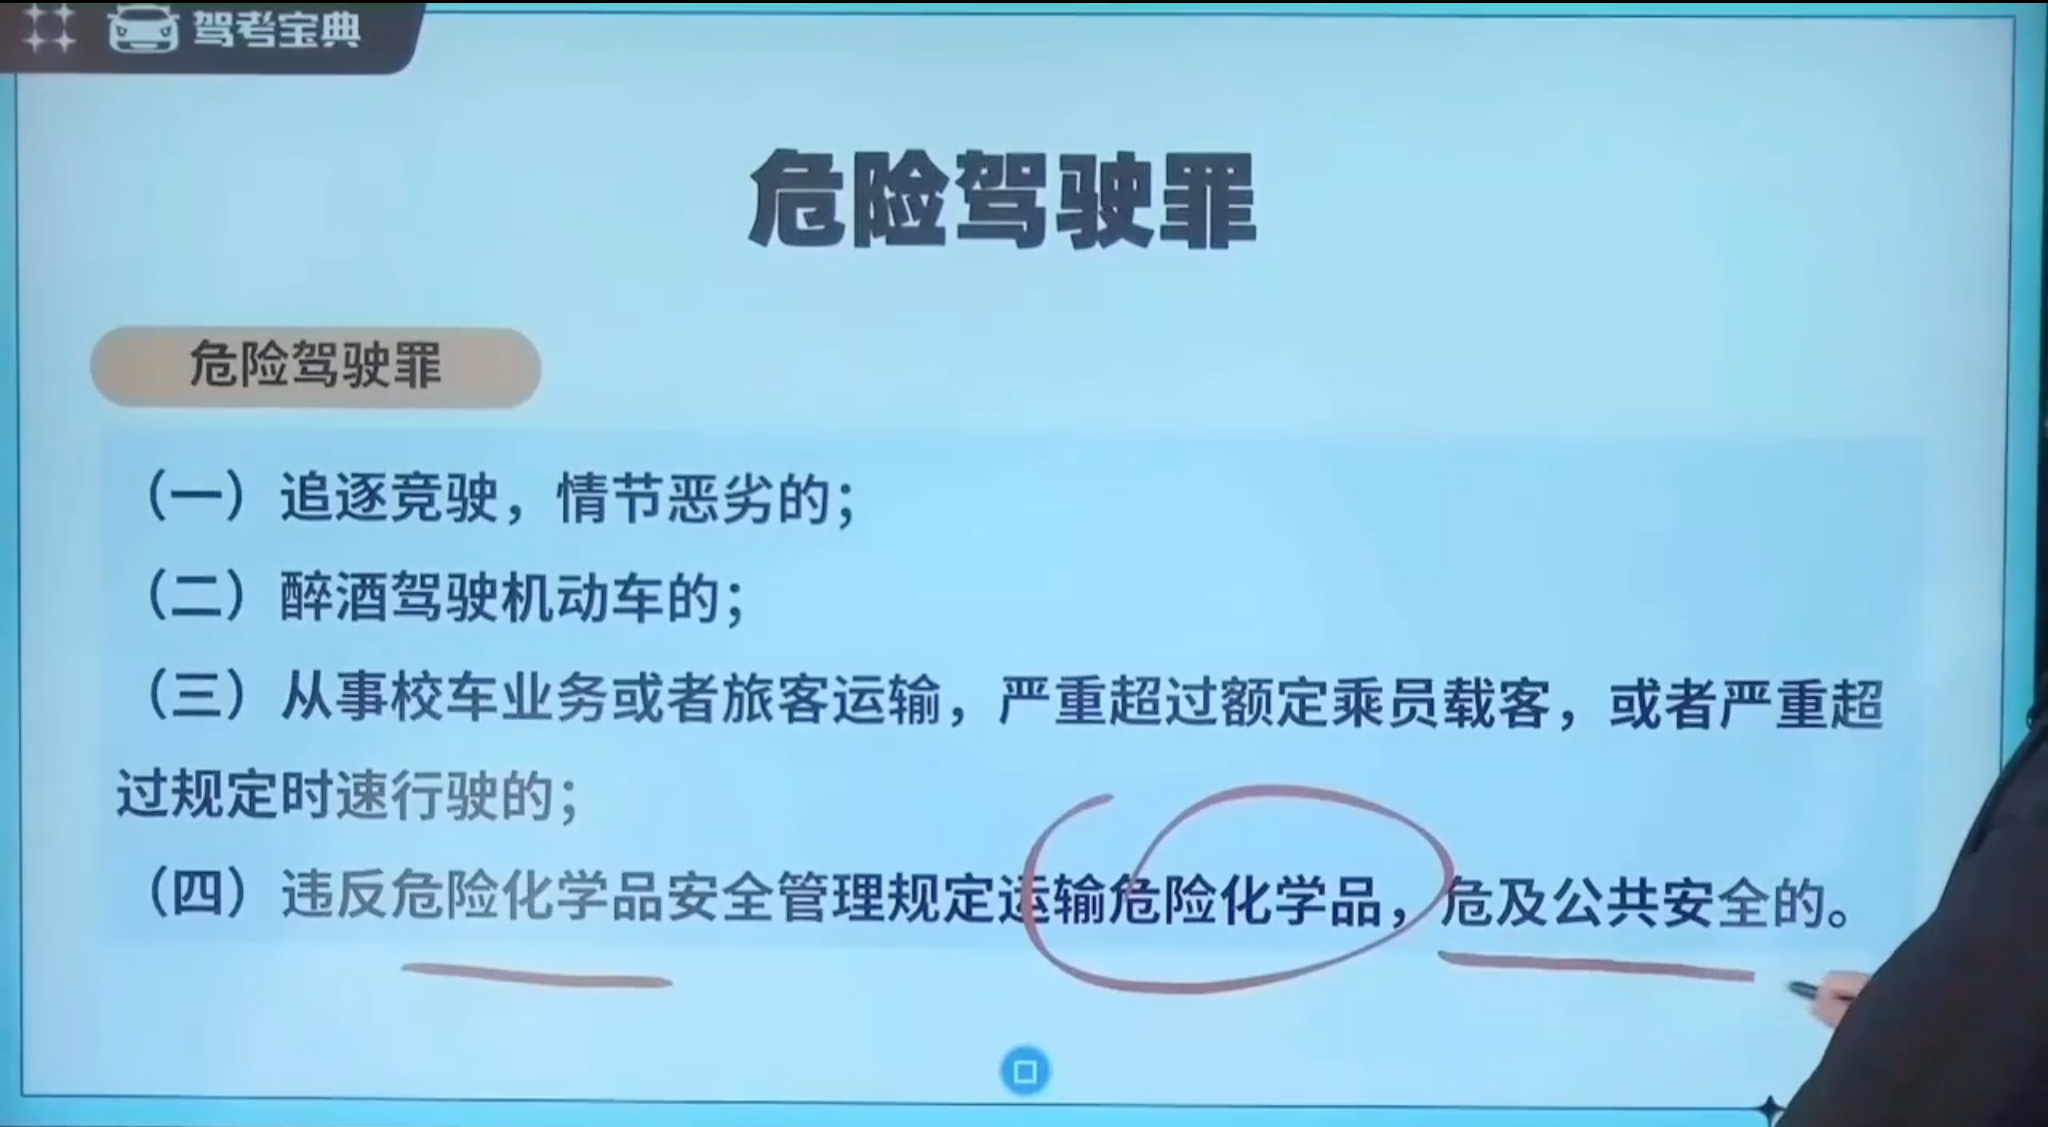 驾考宝典
危险驾驶罪
危险驾驶罪
（一）追逐竞驶，情节恶劣的；
（二）醉酒驾驶机动车的；
（三）从事校车业务或者旅客运输，严重超过额定乘员载客，或者严重超
过规定时速行驶的；
（四）违反危险化学品安全管理规定运输危险化学品，危及公共安全的。